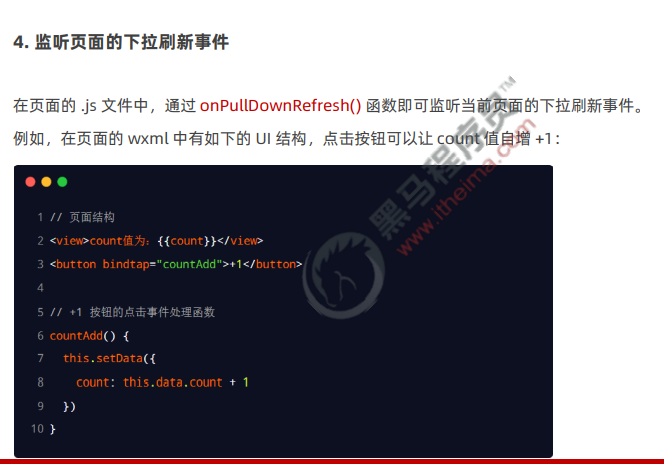 4. 监听页面的下拉刷新事件
在页面的 .js 文件中，通过 onPullDownRefresh() 函数即可监听当前页面的下拉刷新事件。
例如，在页面的 wxml 中有如下的 UI 结构，点击按钮可以让 count 值自增 +1：
1 // 页面结构
2 <view>count值为：{{count}}</view>
3 <button bindtap="countAdd">+1</button>
4
5 // +1 按钮的点击事件处理函数
6 countAdd() {
7 this.setData({
8 count: this.data.count + 1
9 })
10 }
黑马程序员™
www.itheima.com